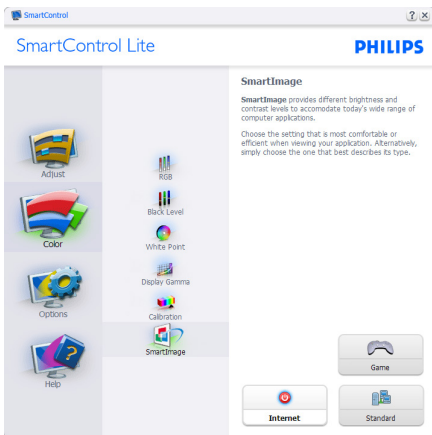 SmartControl
? ×
SmartControl Lite
PHILIPS
Adjust
Color
Options
Help
RGB
Black Level
White Point
Display Gamma
Calibration
SmartImage
SmartImage
SmartImage provides different brightness and
contrast levels to accomodate today's wide range of
computer applications.
Choose the setting that is most comfortable or
efficient when viewing your application. Alternatively,
simply choose the one that best describes its type.
Game
Internet
Standard